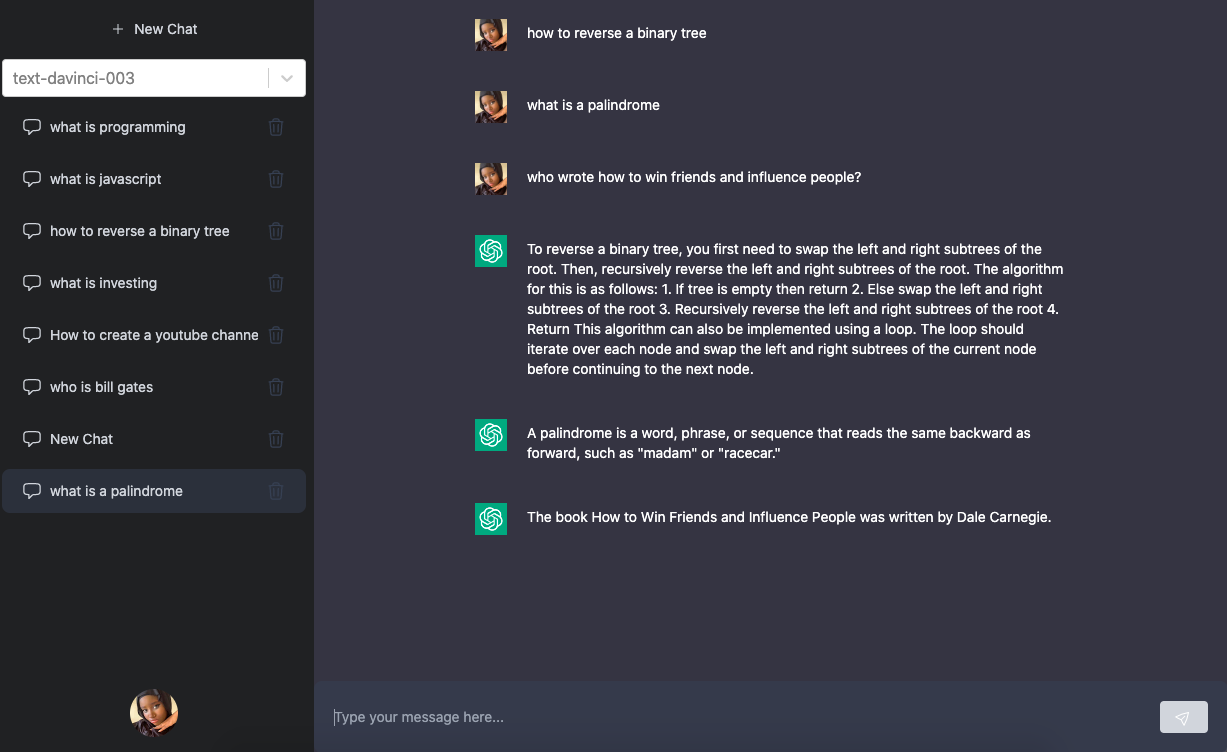 + New Chat
text-davinci-003
what is programming
what is javascript
how to reverse a binary tree
what is investing
How to create a youtube channe
who is bill gates
New Chat
what is a palindrome
how to reverse a binary tree
what is a palindrome
who wrote how to win friends and influence people?
To reverse a binary tree, you first need to swap the left and right subtrees of the
root. Then, recursively reverse the left and right subtrees of the root. The algorithm
for this is as follows: 1. If tree is empty then return 2. Else swap the left and right
subtrees of the root 3. Recursively reverse the left and right subtrees of the root 4.
Return This algorithm can also be implemented using a loop. The loop should
iterate over each node and swap the left and right subtrees of the current node
before continuing to the next node.
A palindrome is a word, phrase, or sequence that reads the same backward as
forward, such as "madam" or "racecar."
The book How to Win Friends and Influence People was written by Dale Carnegie.
Type your message here...